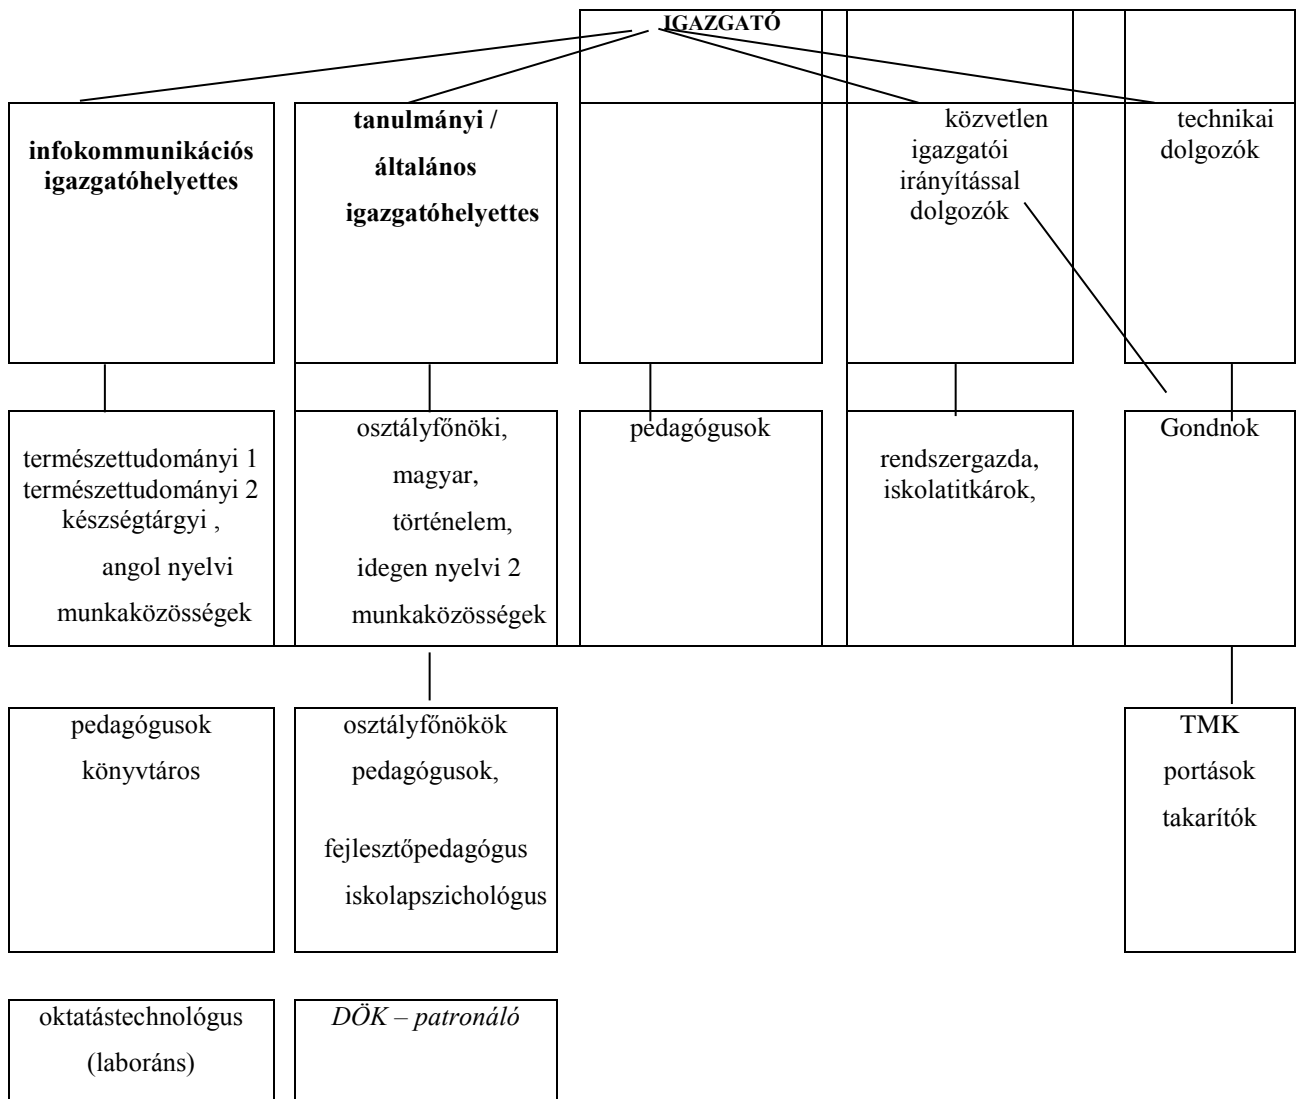 IGAZGATÓ
infokommunikációs
igazgatóhelyettes
tanulmányi /
általános
igazgatóhelyettes
közvetlen
igazgatói
irányítással
dolgozók
technikai
dolgozók
természettudományi 1
természettudományi 2
készségtárgyi ,
angol nyelvi
munkaközösségek
osztályfőnöki,
magyar,
történelem,
idegen nyelvi 2
munkaközösségek
pedagógusok
rendszergazda,
iskolatitkárok,
Gondnok
pedagógusok
könyvtáros
osztályfőnökök
pedagógusok,
fejlesztőpedagógus
iskolapszichológus
TMK
portások
takarítók
oktatástechnológus
(laboráns)
DÖK – patronáló